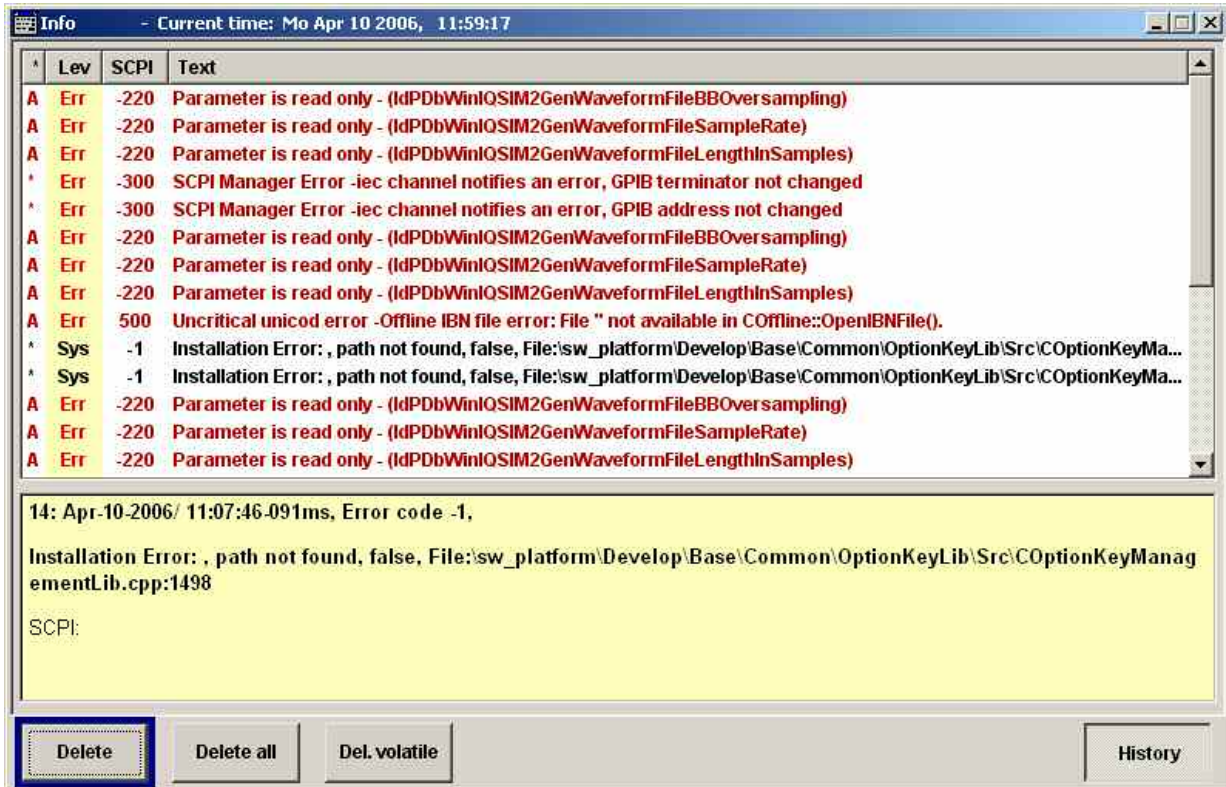 Info - Current time: Mo Apr 10 2006, 11:59:17
* Lev SCPI Text
A Err -220 Parameter is read only - (IdPDbWinIQSIM2GenWaveformFileBBOversampling)
A Err -220 Parameter is read only - (IdPDbWinIQSIM2GenWaveformFileSampleRate)
A Err -220 Parameter is read only - (IdPDbWinIQSIM2GenWaveformFileLengthInSamples)
* Err -300 SCPI Manager Error -iec channel notifies an error, GPIB terminator not changed
* Err -300 SCPI Manager Error -iec channel notifies an error, GPIB address not changed
A Err -220 Parameter is read only - (IdPDbWinIQSIM2GenWaveformFileBBOversampling)
A Err -220 Parameter is read only - (IdPDbWinIQSIM2GenWaveformFileSampleRate)
A Err -220 Parameter is read only - (IdPDbWinIQSIM2GenWaveformFileLengthInSamples)
A Err 500 Uncritical unicod error -Offline IBN file error: File '' not available in COffline::OpenIBNFile().
* Sys -1 Installation Error: , path not found, false, File:\sw_platform\Develop\Base\Common\OptionKeyLib\Src\COptionKeyMa...
* Sys -1 Installation Error: , path not found, false, File:\sw_platform\Develop\Base\Common\OptionKeyLib\Src\COptionKeyMa...
A Err -220 Parameter is read only - (IdPDbWinIQSIM2GenWaveformFileBBOversampling)
A Err -220 Parameter is read only - (IdPDbWinIQSIM2GenWaveformFileSampleRate)
A Err -220 Parameter is read only - (IdPDbWinIQSIM2GenWaveformFileLengthInSamples)
14: Apr-10-2006/ 11:07:46-091ms, Error code -1,
Installation Error: , path not found, false, File:\sw_platform\Develop\Base\Common\OptionKeyLib\Src\COptionKeyManag
ementLib.cpp:1498
SCPI:
Delete Delete all Del. volatile History